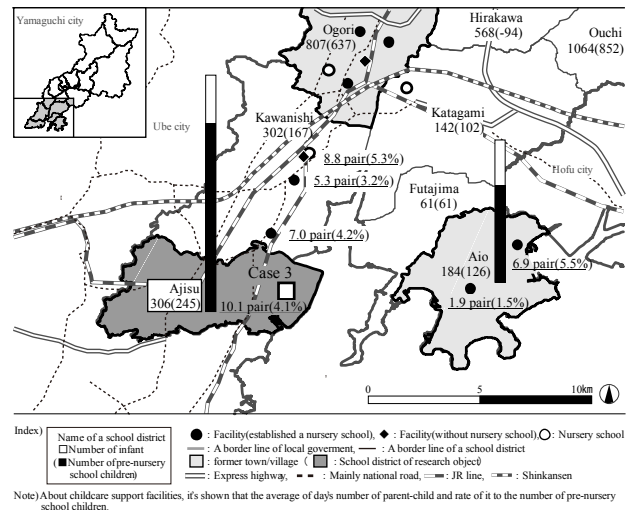 Yamaguchi city
Ogori
807(637)
Hirakawa
568(-94)
Ouchi
1064(852)
Ube city
Kawanishi
302(167)
Katagami
142(102)
Hofu city
8.8 pair(5.3%)
5.3 pair(3.2%)
Futajima
61(61)
7.0 pair(4.2%)
Aio
184(126)
6.9 pair(5.5%)
Case 3
Ajisu
306(245)
10.1 pair(4.1%)
1.9 pair(1.5%)
0 5 10km
Index)
Name of a school district
Number of infant
( Number of pre-nursery
school children)
: Facility(established a nursery school), : Facility(without nursery school), : Nursery school
: A border line of local goverment, : A border line of a school district
: former town/village ( : School district of research object)
: Express highway, : Mainly national road, : JR line, : Shinkansen
Note) About childcare support facilities, it's shown that the average of day's number of parent-child and rate of it to the number of pre-nursery
school children.